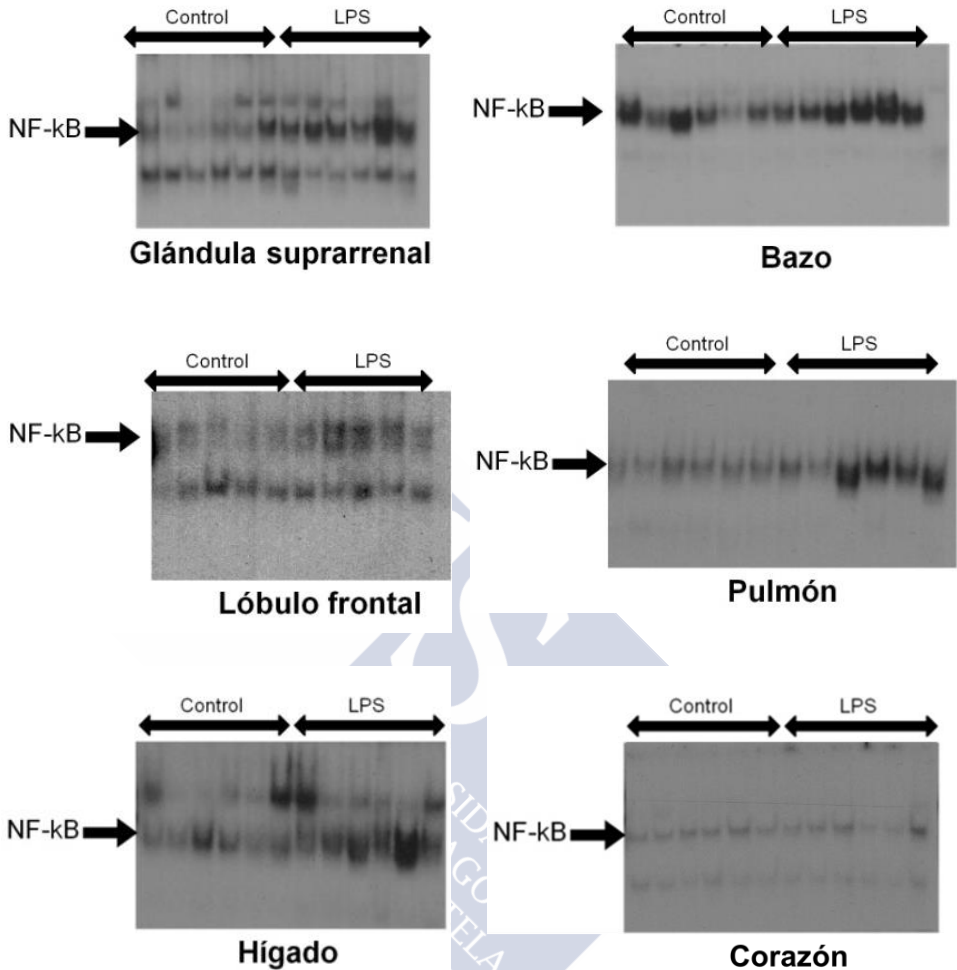 Control LPS
NF-kB
Glándula suprarrenal
Control LPS
NF-kB
Bazo
Control LPS
NF-kB
Lóbulo frontal
Control LPS
NF-kB
Pulmón
Control LPS
NF-kB
Hígado
Control LPS
NF-kB
Corazón